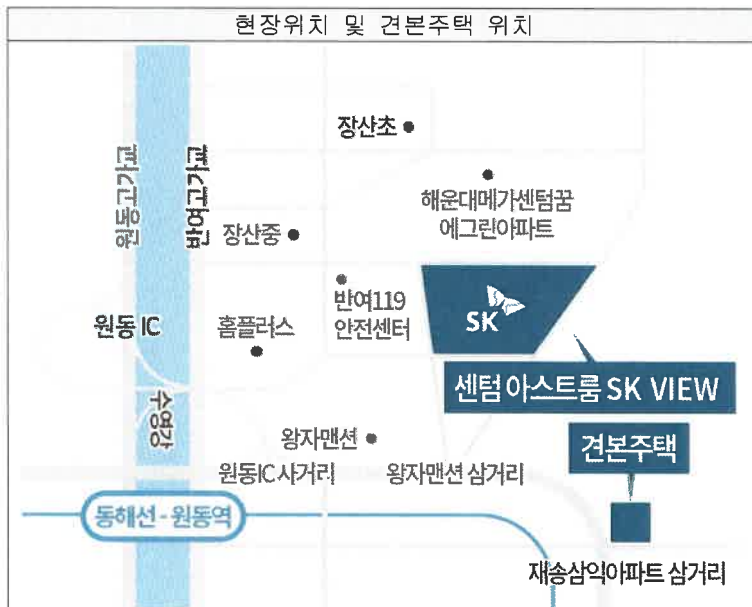 현장위치 및 견본주택 위치
장산초
해운대메가센텀꿈
에그린아파트
원동고가교
반여고가교
장산중
반여119
안전센터
SK
원동 IC
홈플러스
센텀 아스트룸 SK VIEW
수영강
왕자맨션
견본주택
원동IC 사거리
왕자맨션 삼거리
동해선 - 원동역
재송삼익아파트 삼거리